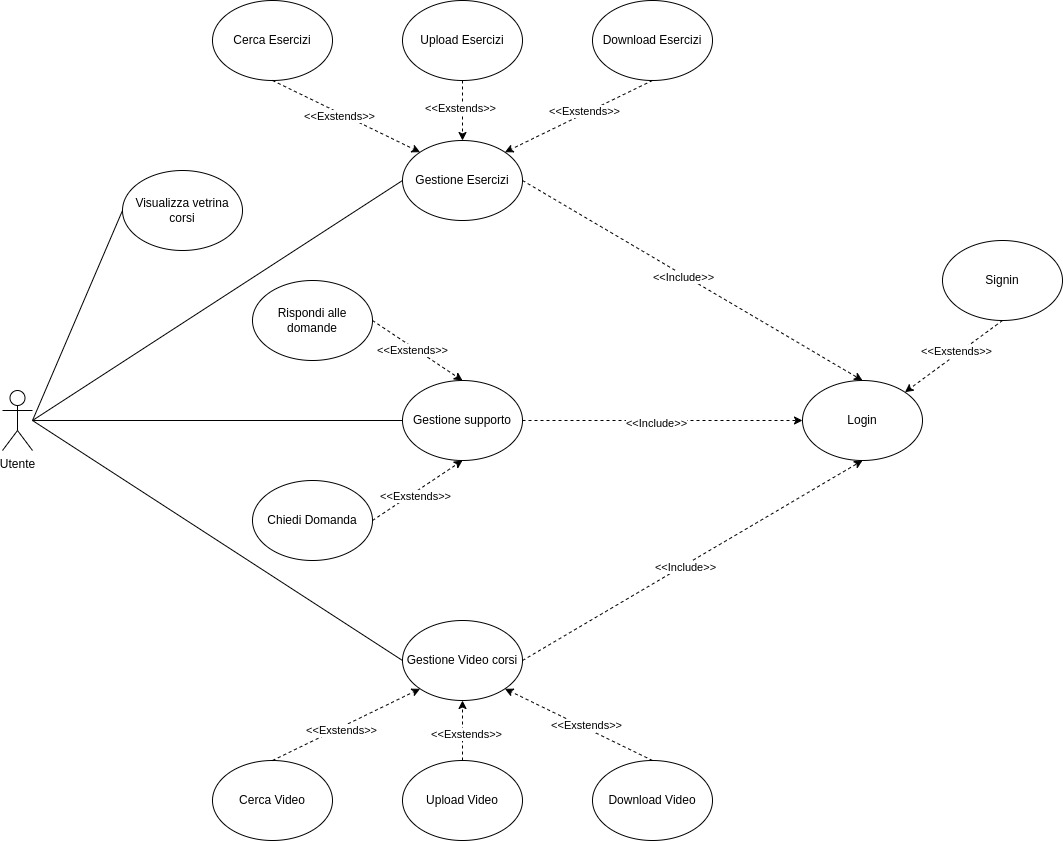 Cerca Esercizi
Upload Esercizi
Download Esercizi
<<Exstends>>
<<Exstends>>
<<Exstends>>
Gestione Esercizi
Visualizza vetrina
corsi
<<Include>>
Signin
Rispondi alle
domande
<<Exstends>>
<<Exstends>>
Gestione supporto
<<Include>>
Login
Utente
<<Exstends>>
Chiedi Domanda
<<Include>>
Gestione Video corsi
<<Exstends>>
<<Exstends>>
<<Exstends>>
Cerca Video
Upload Video
Download Video